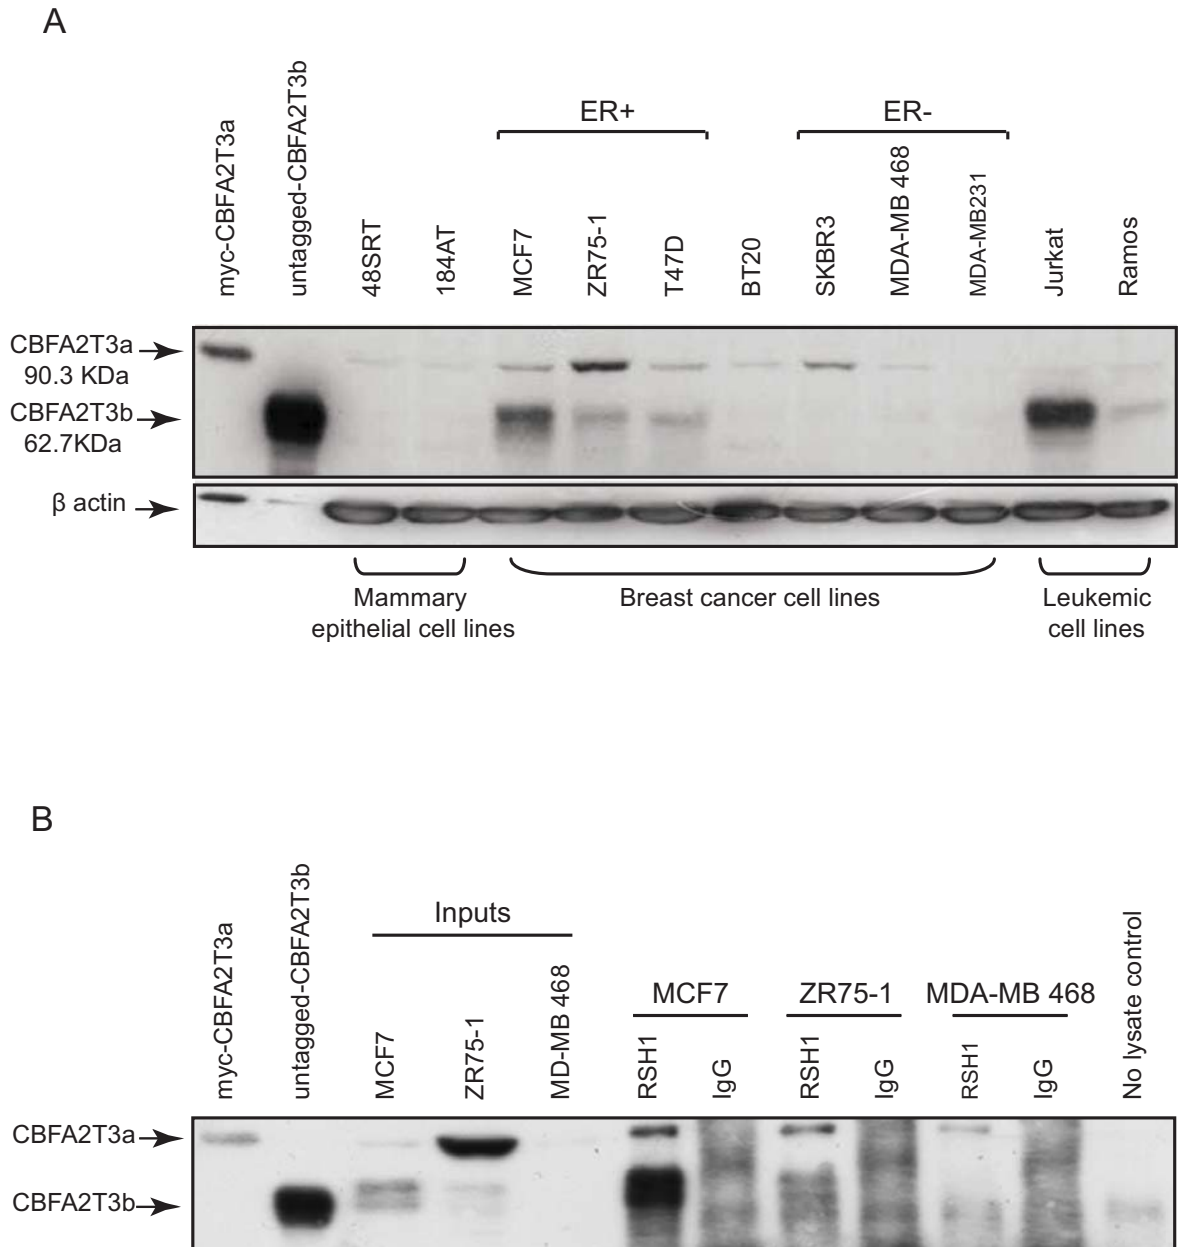 A
myc-CBFA2T3a
untagged-CBFA2T3b
48SRT
184AT
ER+
MCF7
ZR75-1
T47D
BT20
ER-
SKBR3
MDA-MB 468
MDA-MB231
Jurkat
Ramos
CBFA2T3a
90.3 KDa
CBFA2T3b
62.7KDa
β actin
Mammary
epithelial cell lines
Breast cancer cell lines
Leukemic
cell lines
B
myc-CBFA2T3a
untagged-CBFA2T3b
Inputs
MCF7
ZR75-1
MD-MB 468
MCF7
RSH1
IgG
ZR75-1
RSH1
IgG
MDA-MB 468
RSH1
IgG
No lysate control
CBFA2T3a
CBFA2T3b